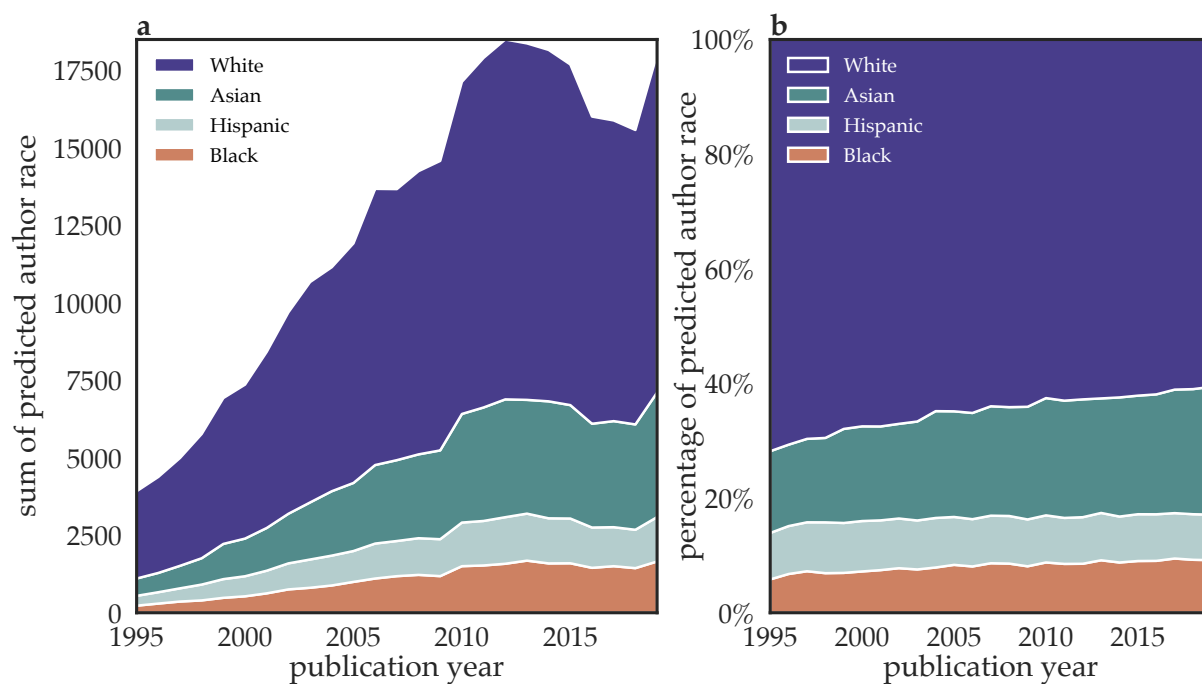 a
sum of predicted author race
17500
15000
12500
10000
7500
5000
2500
0
White
Asian
Hispanic
Black
1995
2000
2005
2010
2015
publication year
b
percentage of predicted author race
100%
80%
60%
40%
20%
0%
White
Asian
Hispanic
Black
1995
2000
2005
2010
2015
publication year